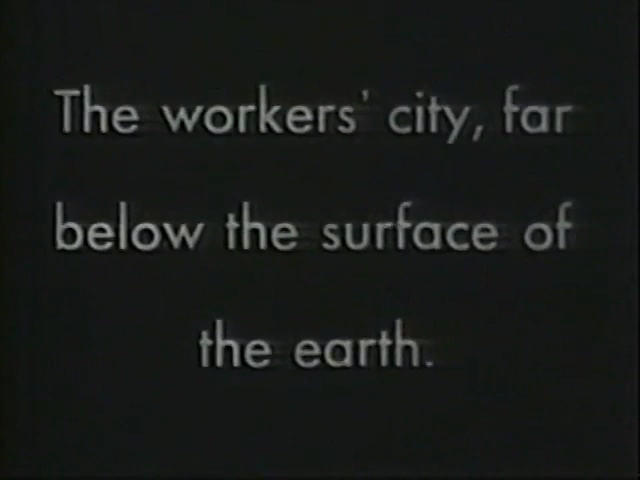 The workers' city, far
below the surface of
the earth.